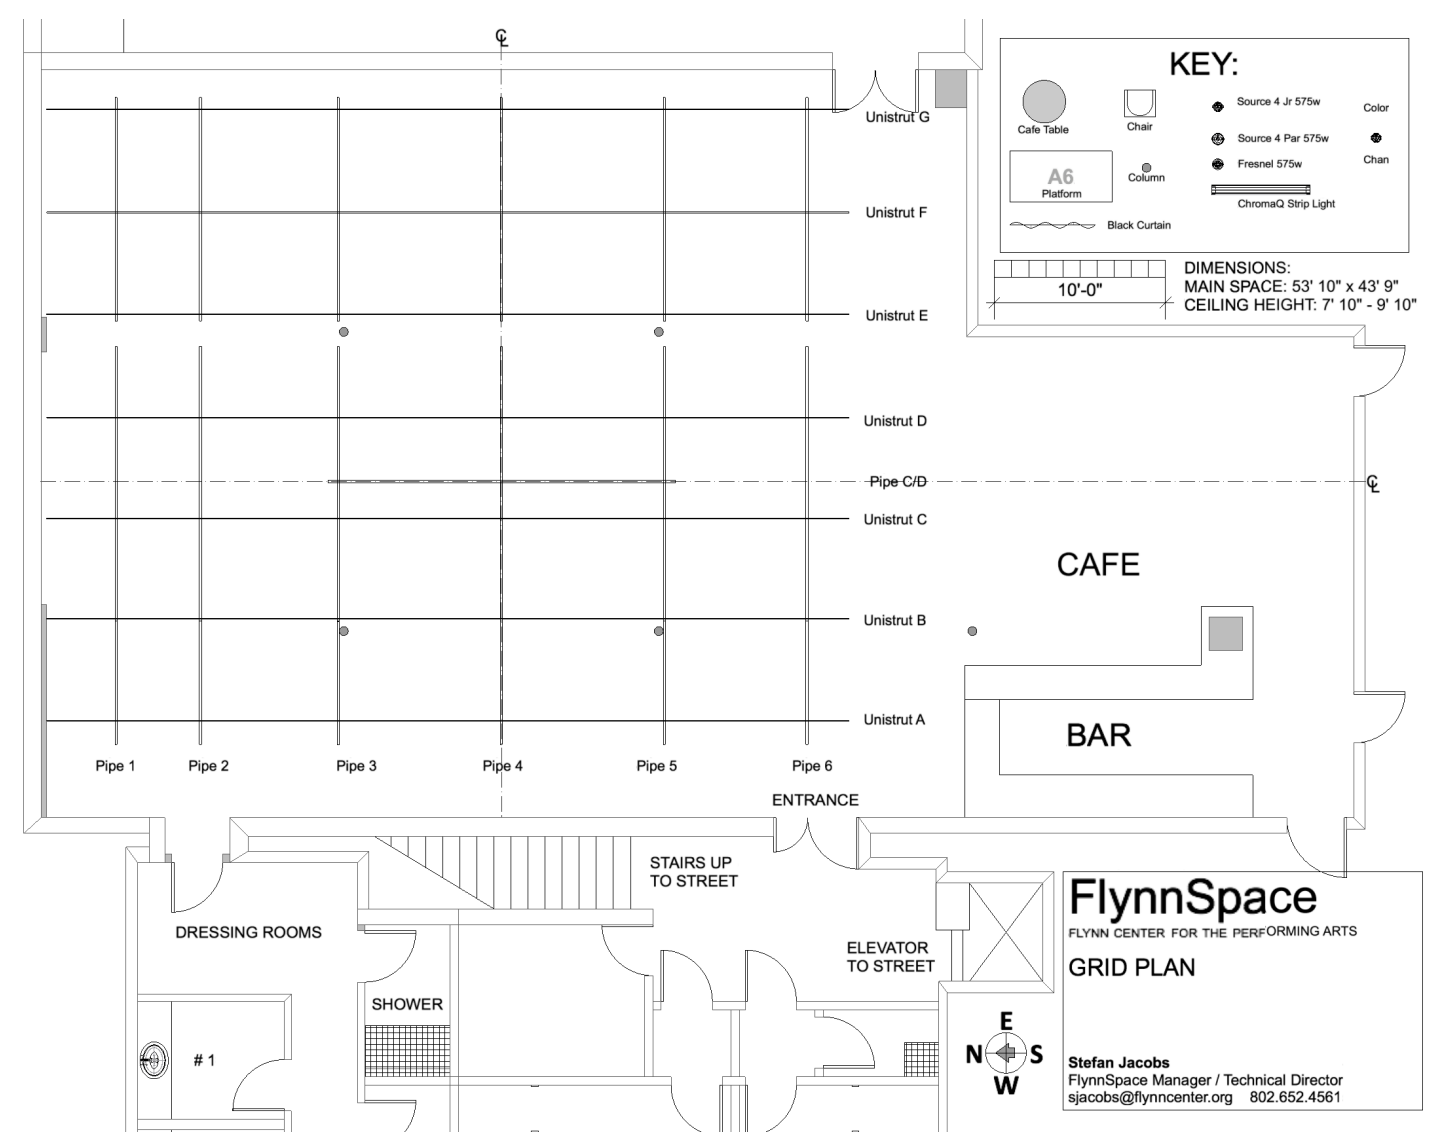 ℄
KEY:
Source 4 Jr 575w
Color
Cafe Table
Chair
Source 4 Par 575w
Fresnel 575w
Chan
A6
Platform
Column
ChromaQ Strip Light
Black Curtain
10'-0"
DIMENSIONS:
MAIN SPACE: 53' 10" x 43' 9"
CEILING HEIGHT: 7' 10" - 9' 10"
Unistrut G
Unistrut F
Unistrut E
Unistrut D
Pipe C/D
℄
Unistrut C
CAFE
Unistrut B
Unistrut A
BAR
Pipe 1
Pipe 2
Pipe 3
Pipe 4
Pipe 5
Pipe 6
ENTRANCE
STAIRS UP
TO STREET
DRESSING ROOMS
ELEVATOR
TO STREET
SHOWER
# 1
E
N
S
W
FlynnSpace
FLYNN CENTER FOR THE PERFORMING ARTS
GRID PLAN
Stefan Jacobs
FlynnSpace Manager / Technical Director
sjacobs@flynncenter.org 802.652.4561